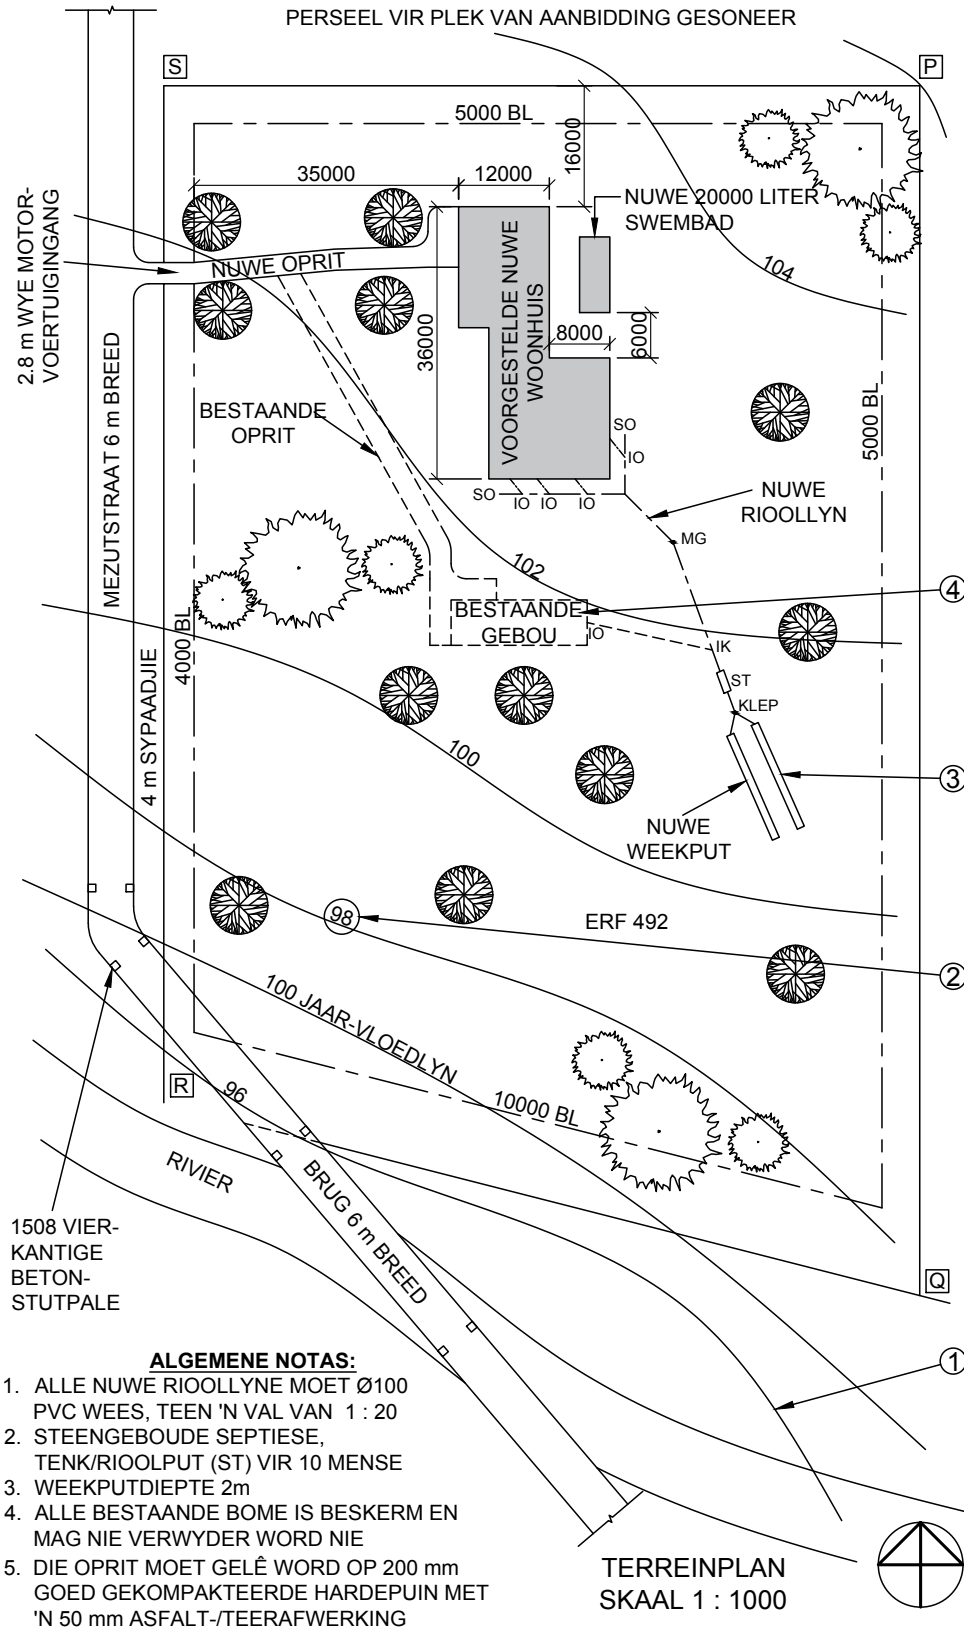 PERSEEL VIR PLEK VAN AANBIDDING GESONEER
S
P
5000 BL
16000
35000
12000
NUWE 20000 LITER
SWEMBAD
2.8 m WYE MOTOR-
VOERTUIGINGANG
NUWE OPRIT
104
36000
VOORGESTELDE NUWE
WOONHUIS
8000
6000
MEZUTSTRAAT 6 m BREED
BESTAANDE
OPRIT
5000 BL
SO
IO
SO
IO
IO
IO
NUWE
RIOOLLYN
MG
102
4
BESTAANDE
GEBOU
IO
IK
4000 BL
4 m SYPAADJIE
ST
KLEP
100
3
NUWE
WEEKPUT
98
ERF 492
2
100 JAAR-VLOEDLYN
R
96
10000 BL
RIVIER
BRUG 6 m BREED
1508 VIER-
KANTIGE
BETON-
STUTPALE
Q
1
ALGEMENE NOTAS:
1. ALLE NUWE RIOOLLYNE MOET Ø100
PVC WEES, TEEN 'N VAL VAN 1 : 20
2. STEENGEBOUDE SEPTIESE,
TENK/RIOOLPUT (ST) VIR 10 MENSE
3. WEEKPUTDIEPTE 2m
4. ALLE BESTAANDE BOME IS BESKERM EN
MAG NIE VERWYDER WORD NIE
5. DIE OPRIT MOET GELÊ WORD OP 200 mm
GOED GEKOMPAKTEERDE HARDEPUIN MET
'N 50 mm ASFALT-/TEERAFWERKING
TERREINPLAN
SKAAL 1 : 1000